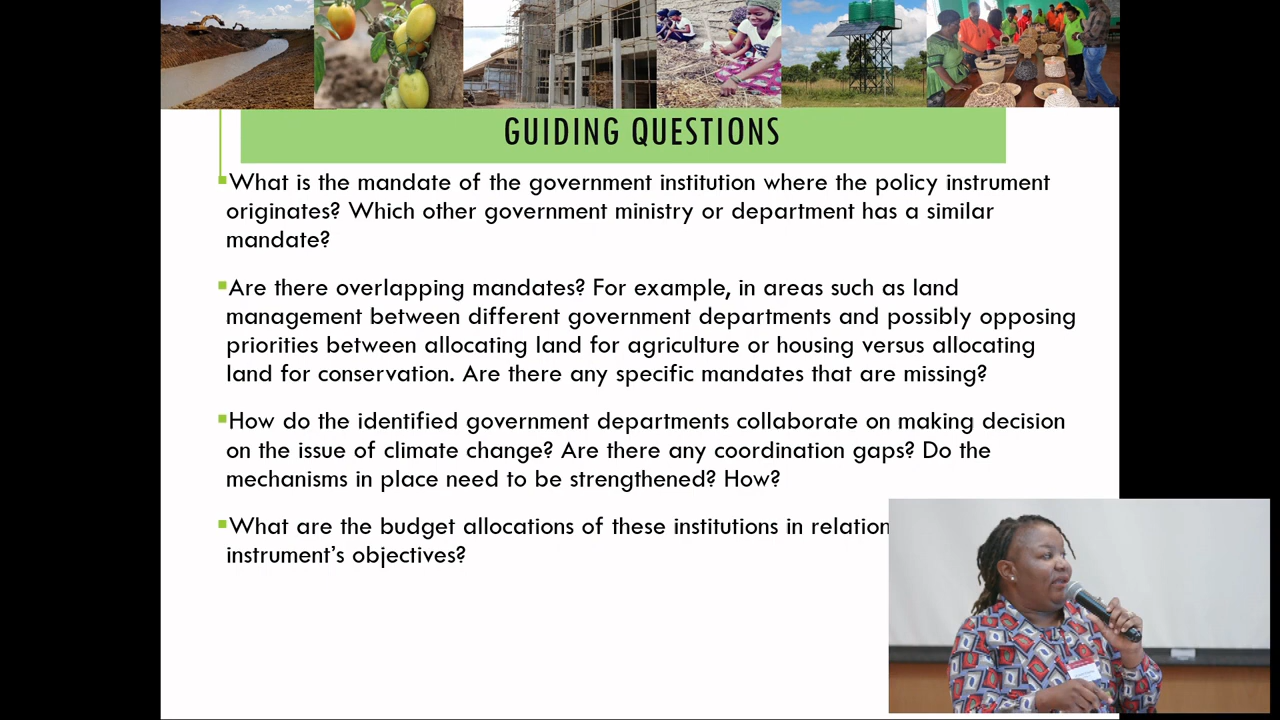 GUIDING QUESTIONS
What is the mandate of the government institution where the policy instrument
originates? Which other government ministry or department has a similar
mandate?
Are there overlapping mandates? For example, in areas such as land
management between different government departments and possibly opposing
priorities between allocating land for agriculture or housing versus allocating
land for conservation. Are there any specific mandates that are missing?
How do the identified government departments collaborate on making decision
on the issue of climate change? Are there any coordination gaps? Do the
mechanisms in place need to be strengthened? How?
What are the budget allocations of these institutions in relation
instrument's objectives?